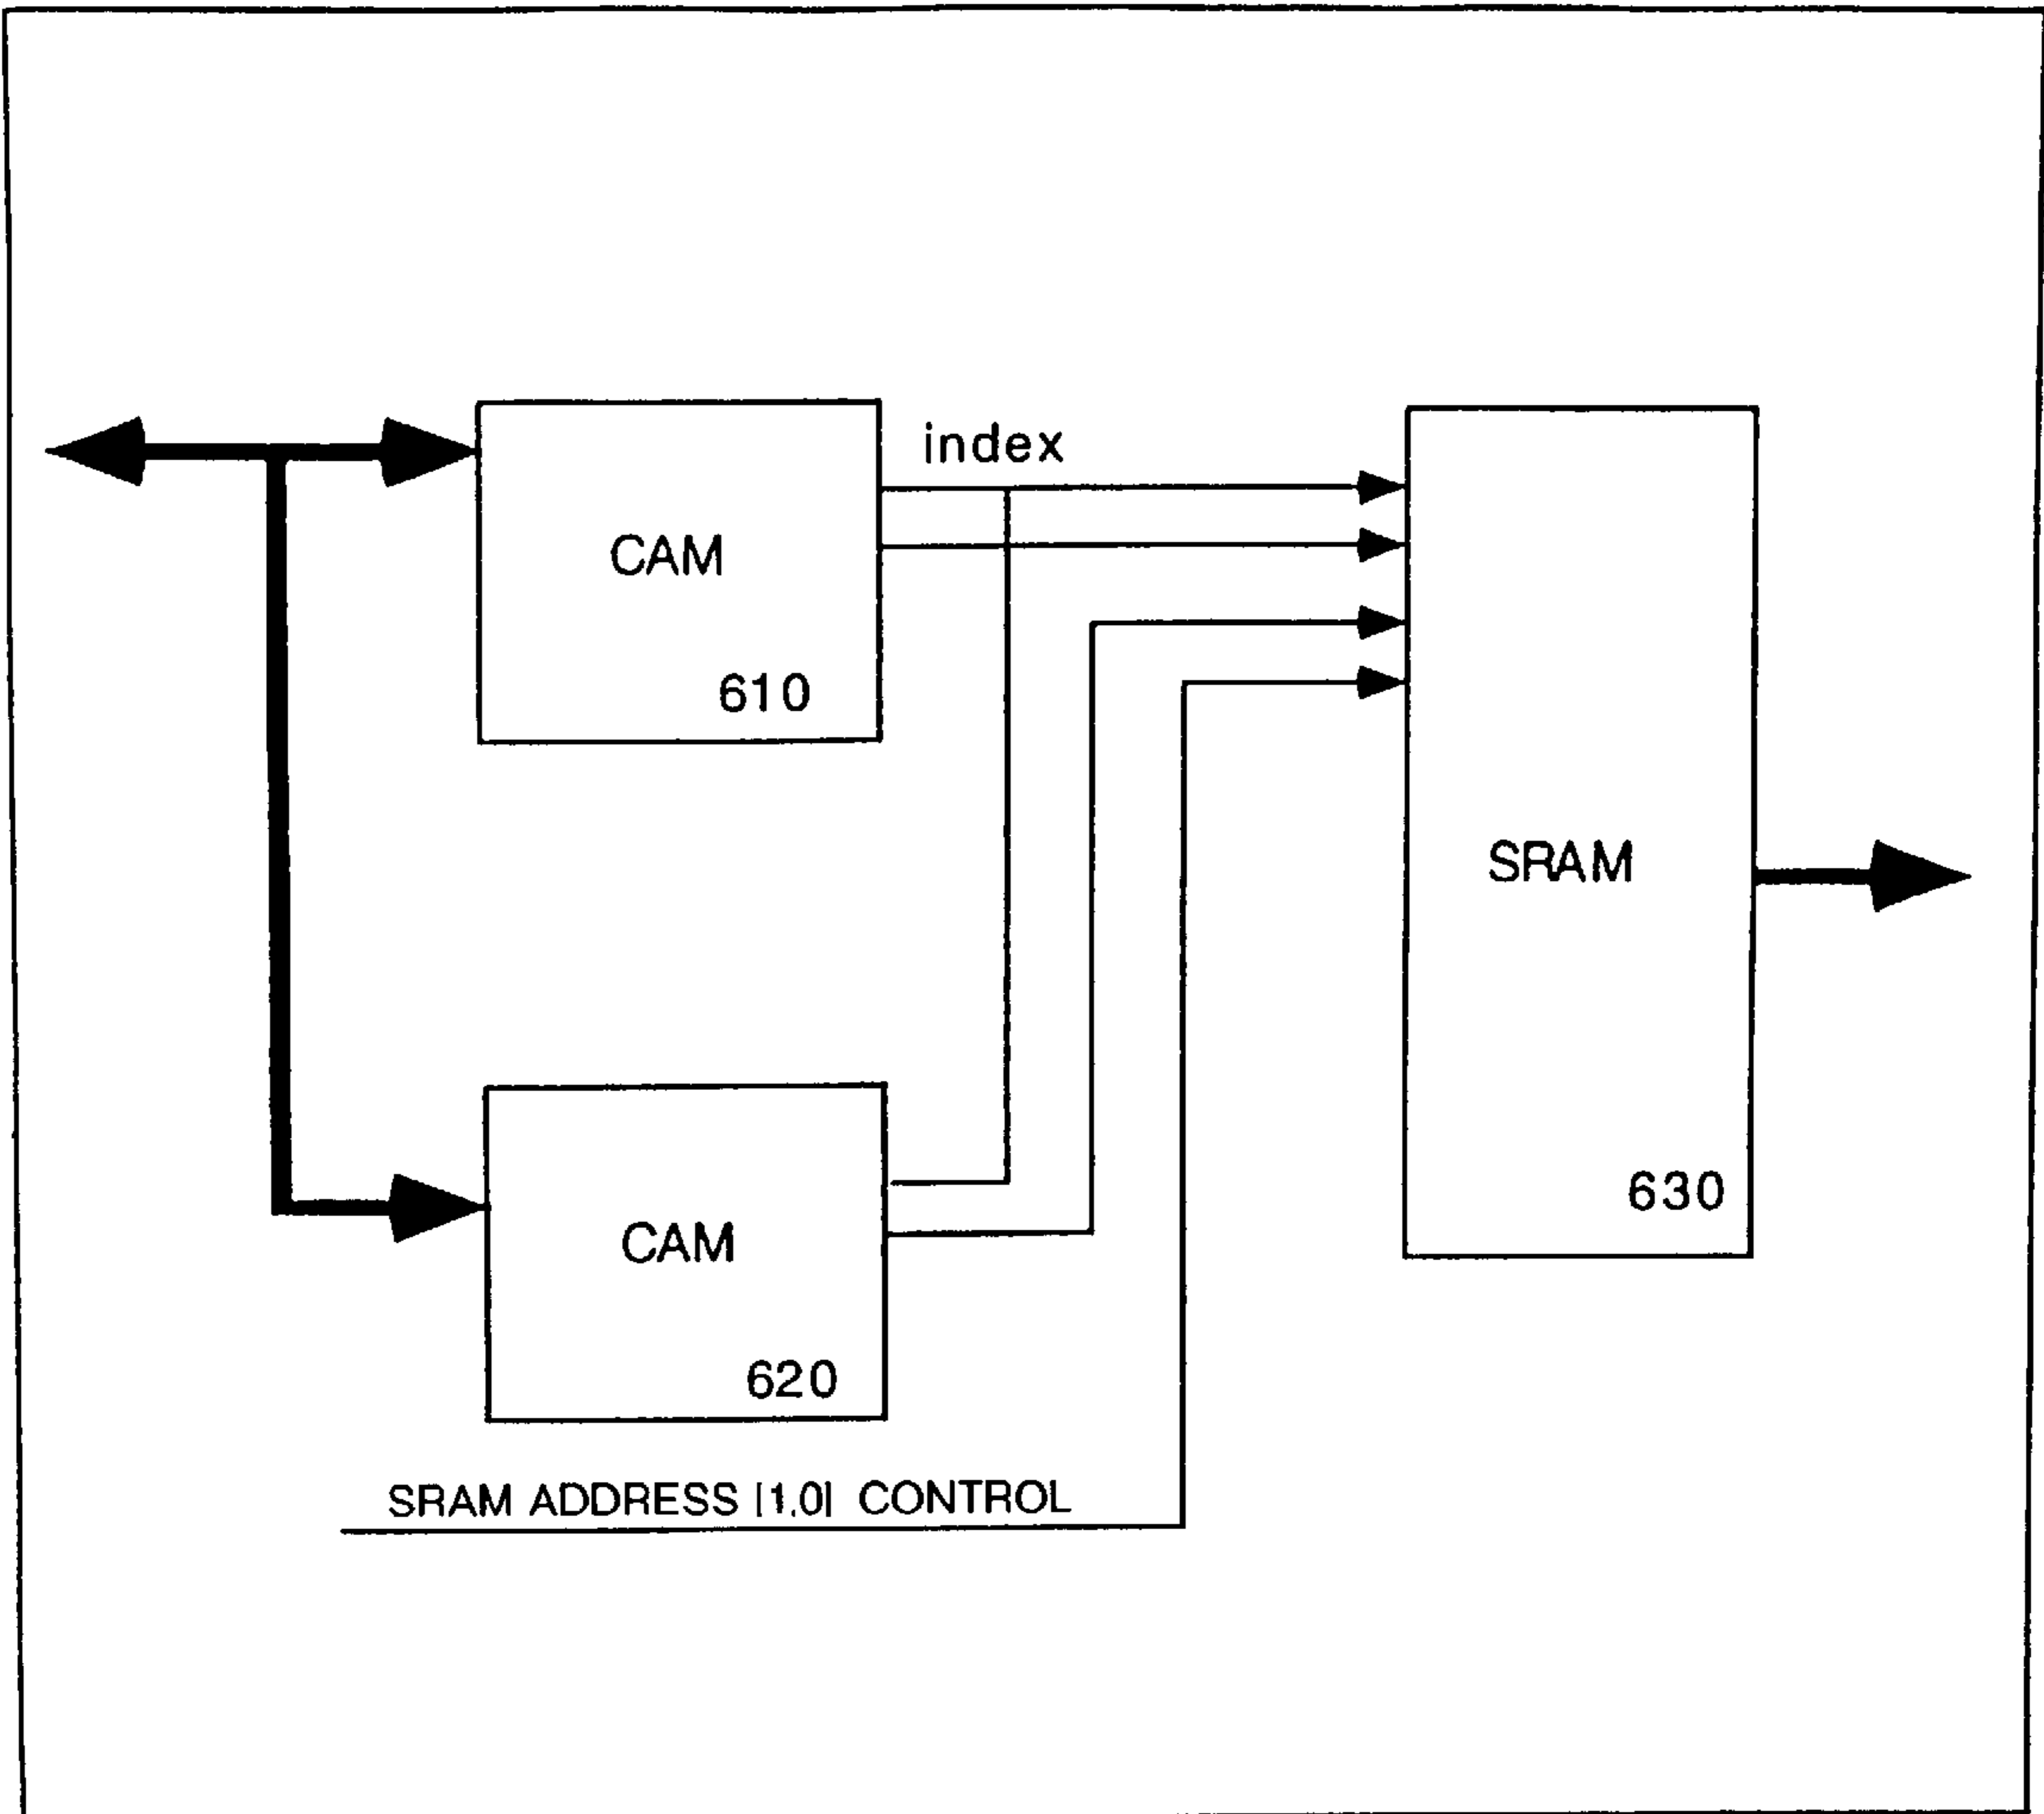 index
CAM
610
SRAM
630
CAM
620
SRAM ADDRESS [1,0] CONTROL